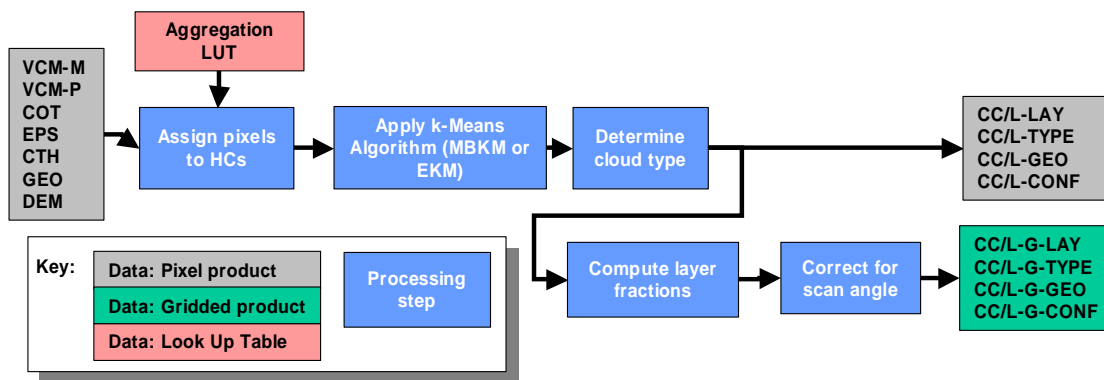 Aggregation
LUT
VCM-M
VCM-P
COT
EPS
CTH
GEO
DEM
Assign pixels
to HCs
Apply k-Means
Algorithm (MBKM or
EKM)
Determine
cloud type
CC/L-LAY
CC/L-TYPE
CC/L-GEO
CC/L-CONF
Key:
Data: Pixel product
Data: Gridded product
Data: Look Up Table
Processing
step
Compute layer
fractions
Correct for
scan angle
CC/L-G-LAY
CC/L-G-TYPE
CC/L-G-GEO
CC/L-G-CONF